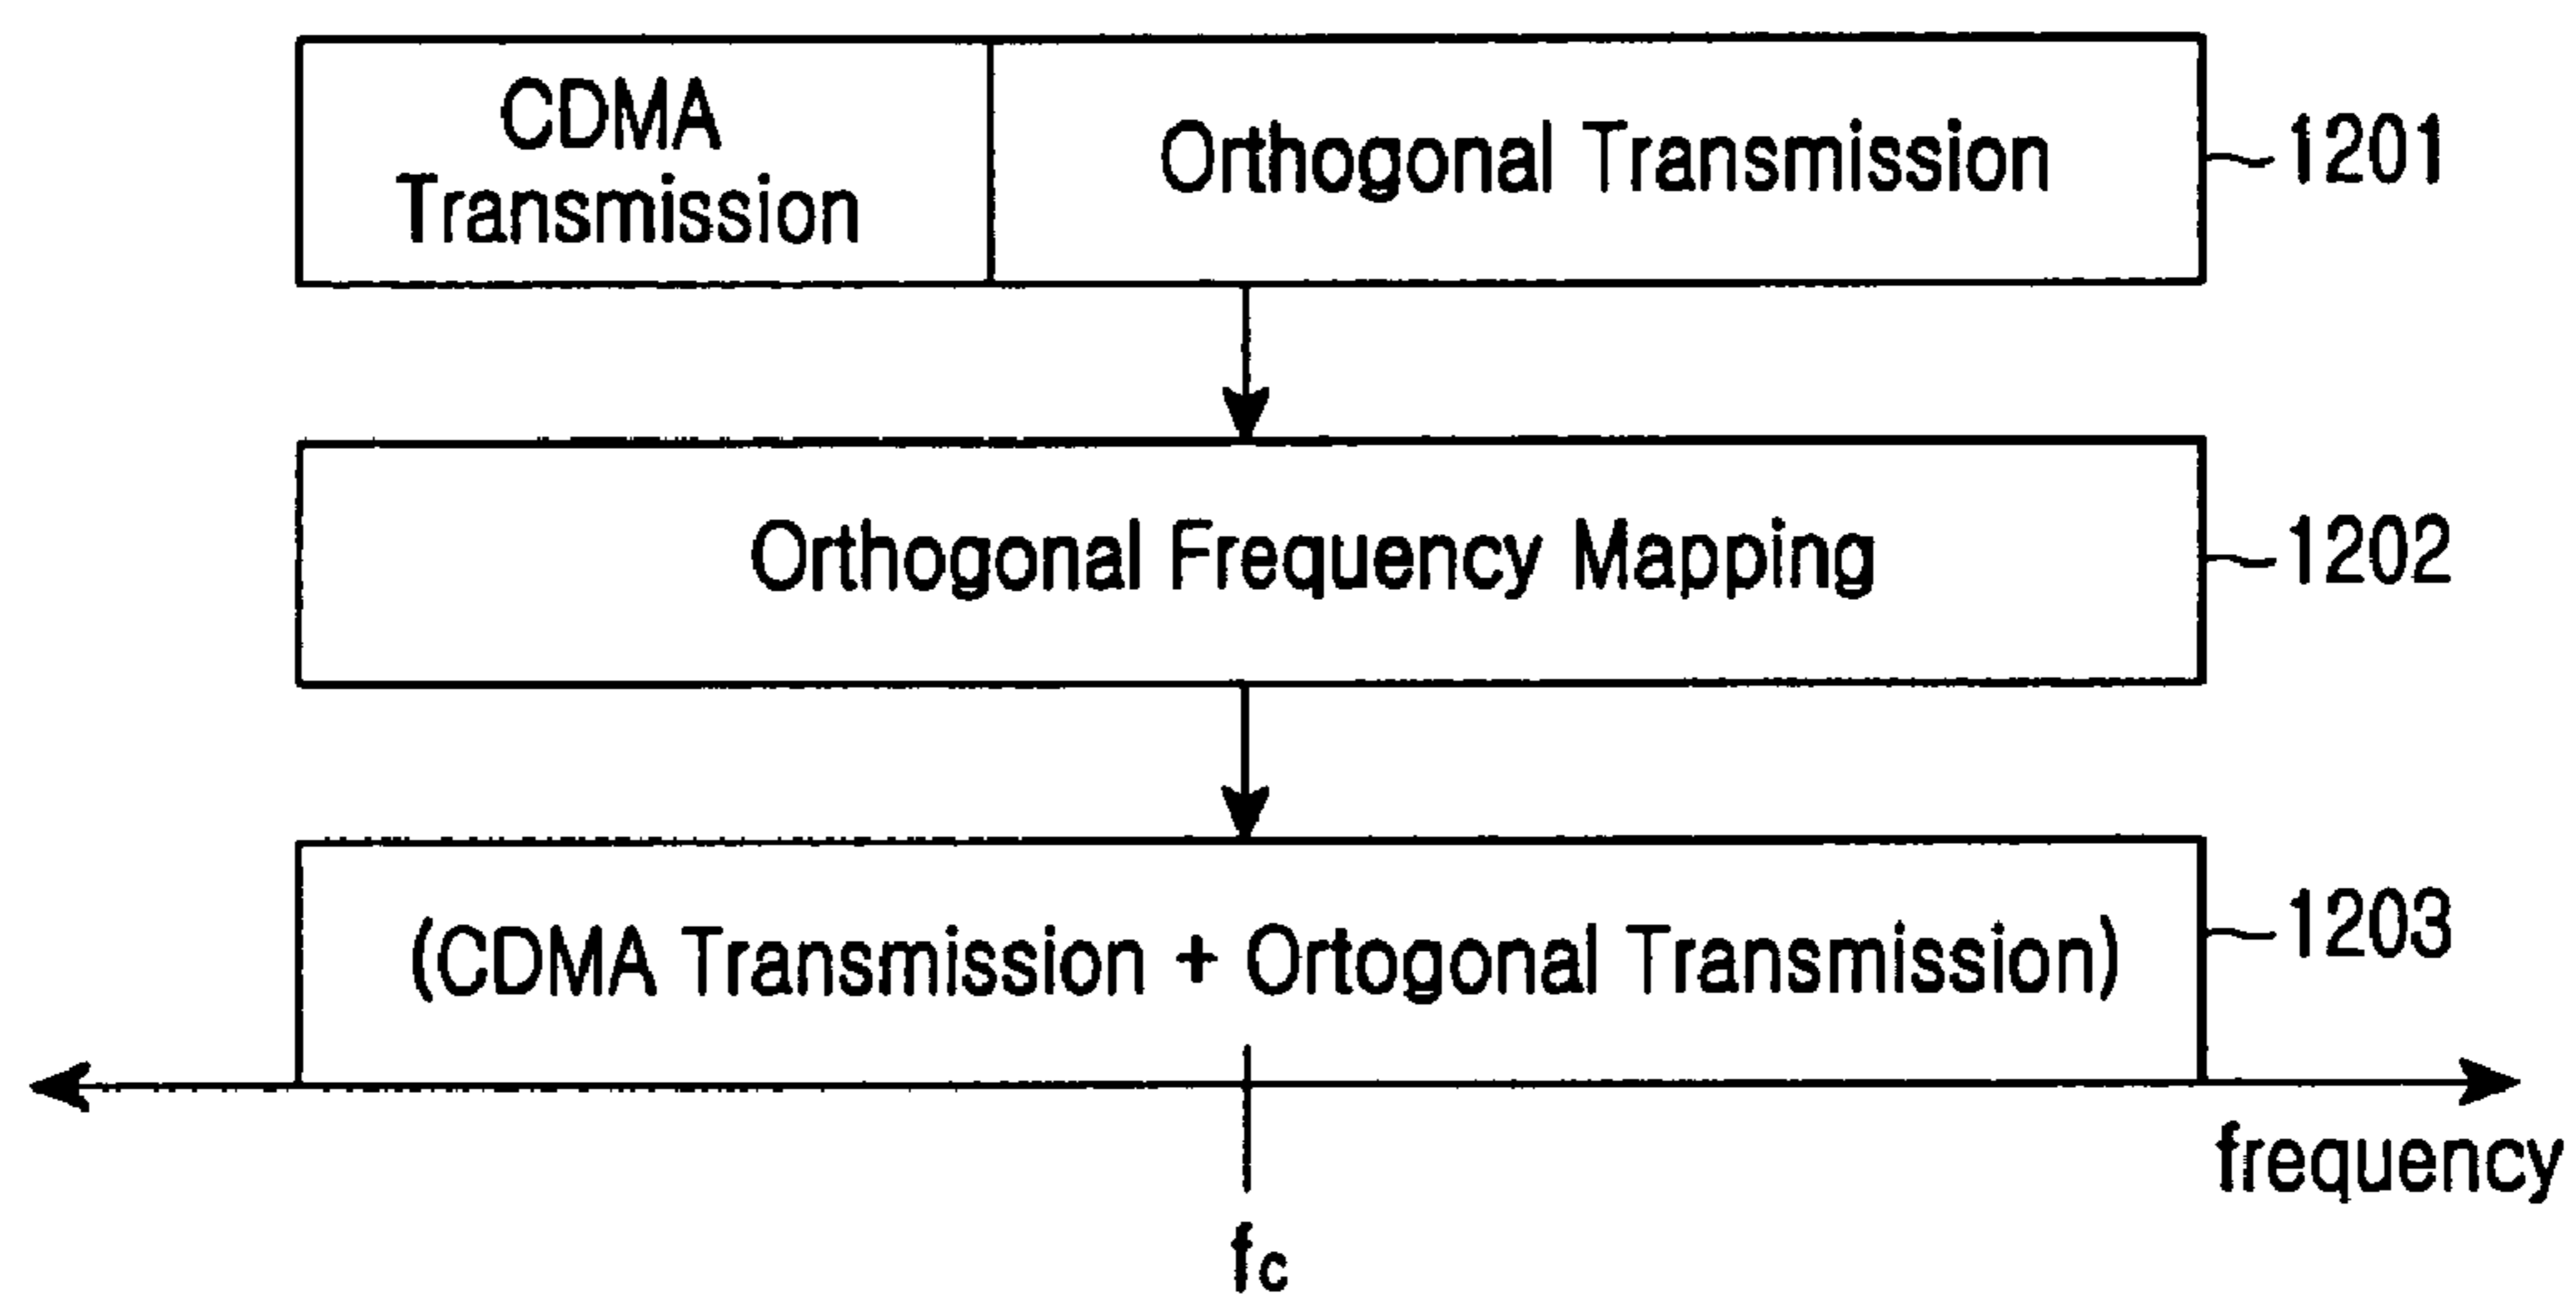 CDMA
Transmission
Orthogonal Transmission
1201
Orthogonal Frequency Mapping
1202
(CDMA Transmission + Ortogonal Transmission)
1203
frequency
fc